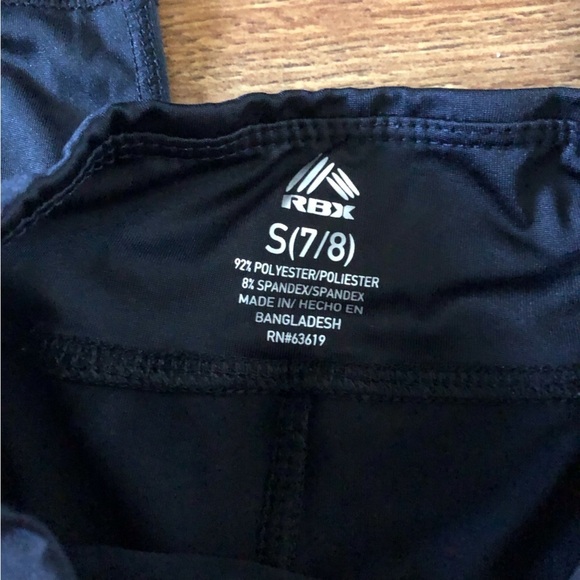 RBX
S(7/8)
92% POLYESTER/POLIESTER
8% SPANDEX/SPANDEX
MADE IN/ HECHO EN
BANGLADESH
RN#63619